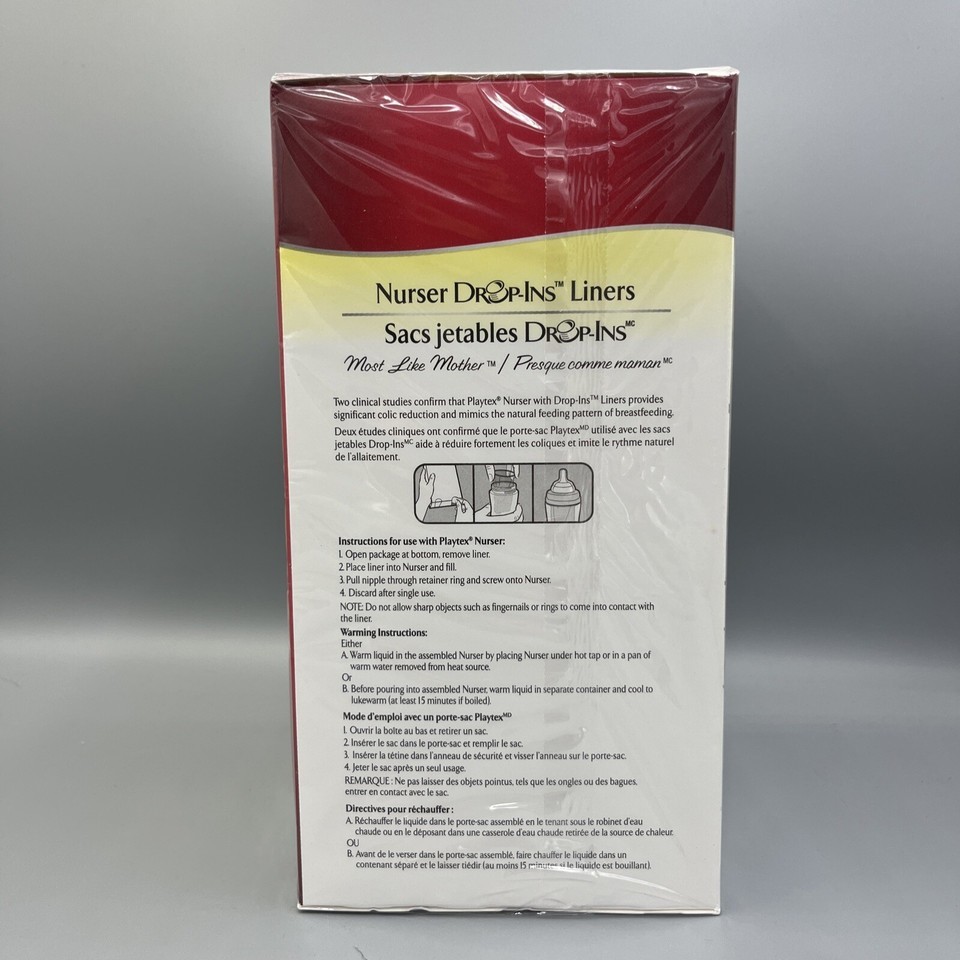 Nurser DROP-INS™ Liners
Sacs jetables DROP-INS MC
Most Like Mother ™ / Presque comme maman MC
Two clinical studies confirm that Playtex® Nurser with Drop-Ins™ Liners provides
significant colic reduction and mimics the natural feeding pattern of breastfeeding.
Deux études cliniques ont confirmé que le porte-sac Playtex MD utilisé avec les sacs
jetables Drop-Ins MC aide à réduire fortement les coliques et imite le rythme naturel
de l'allaitement.
Instructions for use with Playtex® Nurser:
1. Open package at bottom, remove liner.
2. Place liner into Nurser and fill.
3. Pull nipple through retainer ring and screw onto Nurser.
4. Discard after single use.
NOTE: Do not allow sharp objects such as fingernails or rings to come into contact with
the liner.
Warming Instructions:
Either
A. Warm liquid in the assembled Nurser by placing Nurser under hot tap or in a pan of
warm water removed from heat source.
Or
B. Before pouring into assembled Nurser, warm liquid in separate container and cool to
lukewarm (at least 15 minutes if boiled).
Mode d'emploi avec un porte-sac Playtex MD
1. Ouvrir la boîte au bas et retirer un sac.
2. Insérer le sac dans le porte-sac et remplir le sac.
3. Insérer la tétine dans l'anneau de sécurité et visser l'anneau sur le porte-sac.
4. Jeter le sac après un seul usage.
REMARQUE : Ne pas laisser des objets pointus, tels que les ongles ou des bagues,
entrer en contact avec le sac.
Directives pour réchauffer :
A. Réchauffer le liquide dans le porte-sac assemblé en le tenant sous le robinet d'eau
chaude ou en le déposant dans une casserole d'eau chaude retirée de la source de chaleur.
OU
B. Avant de le verser dans le porte-sac assemblé, faire chauffer le liquide dans un
contenant séparé et le laisser tiédir (au moins 15 minutes si le liquide est bouillant).